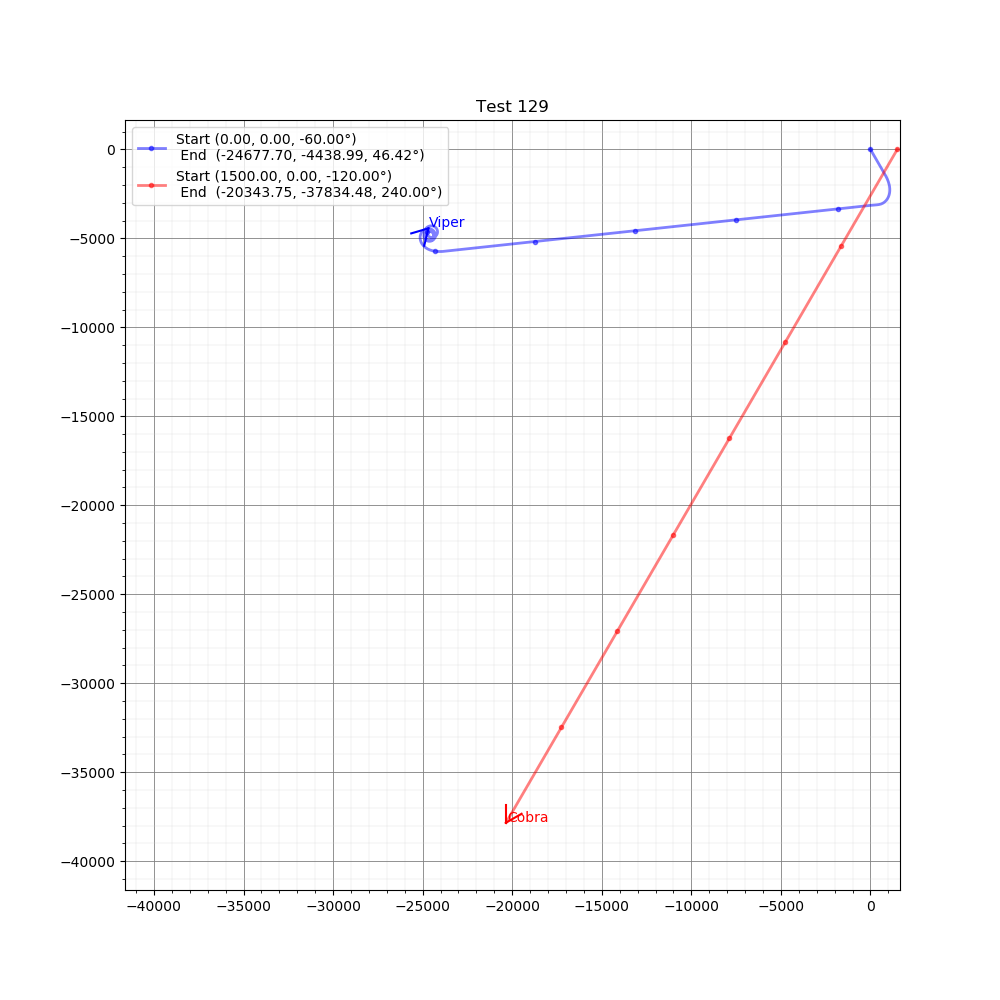 Test 129
Start (0.00, 0.00, -60.00°)
End (-24677.70, -4438.99, 46.42°)
Start (1500.00, 0.00, -120.00°)
End (-20343.75, -37834.48, 240.00°)
0
−5000
−10000
−15000
−20000
−25000
−30000
−35000
−40000
Viper
Cobra
−40000 −35000 −30000 −25000 −20000 −15000 −10000 −5000 0